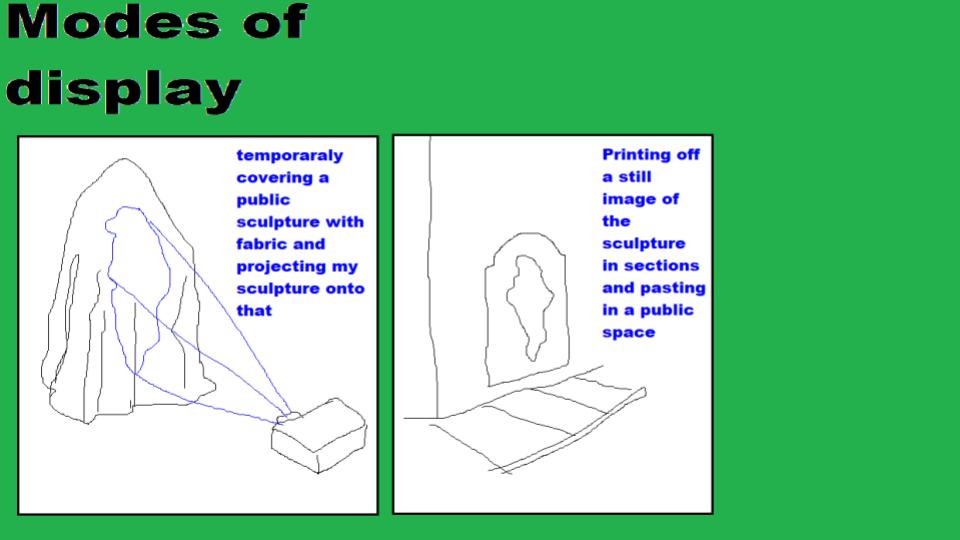 Modes of
display
temporaraly
covering a
public
sculpture with
fabric and
projecting my
sculpture onto
that
Printing off
a still
image of
the
sculpture
in sections
and pasting
in a public
space